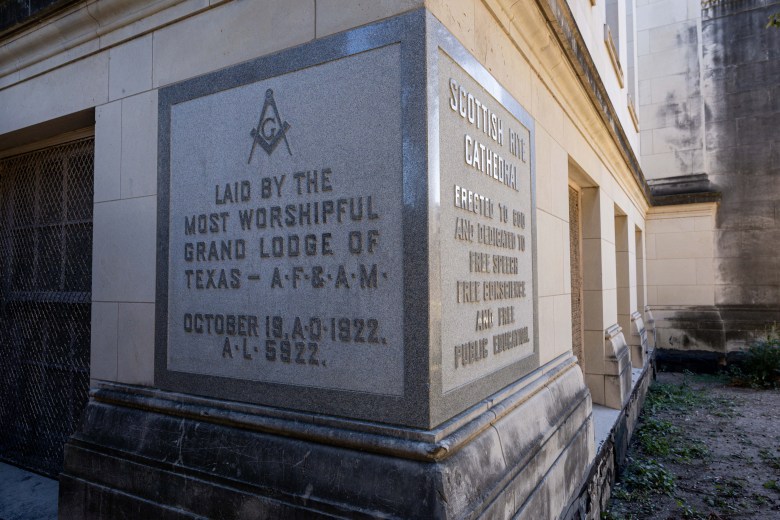 G
LAID BY THE
MOST WORSHIPFUL
GRAND LODGE OF
TEXAS — A·F·&·A·M·
OCTOBER 19, A·D·1922.
A·L·5922.
SCOTTISH RITE
CATHEDRAL
ERECTED TO GOD
AND DEDICATED TO
FREE SPEECH
FREE CONSCIENCE
AND FREE
PUBLIC EDUCATION.